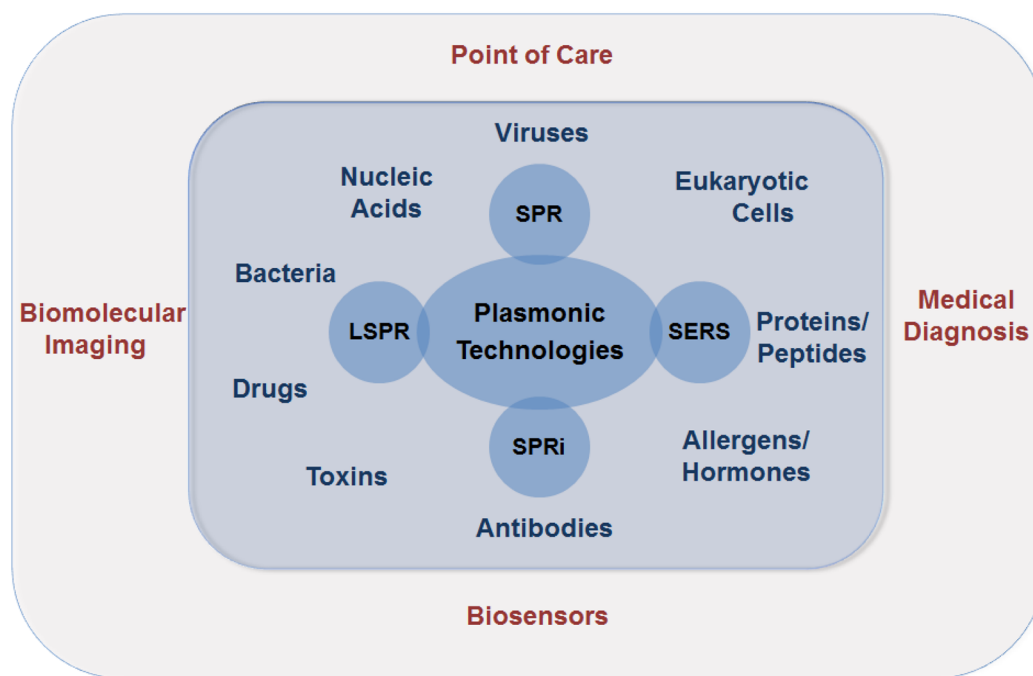 Point of Care
Viruses
Nucleic
Acids
Eukaryotic
Cells
SPR
Bacteria
Biomolecular
Imaging
LSPR
Plasmonic
Technologies
SERS
Proteins/
Peptides
Medical
Diagnosis
Drugs
SPRi
Allergens/
Hormones
Toxins
Antibodies
Biosensors